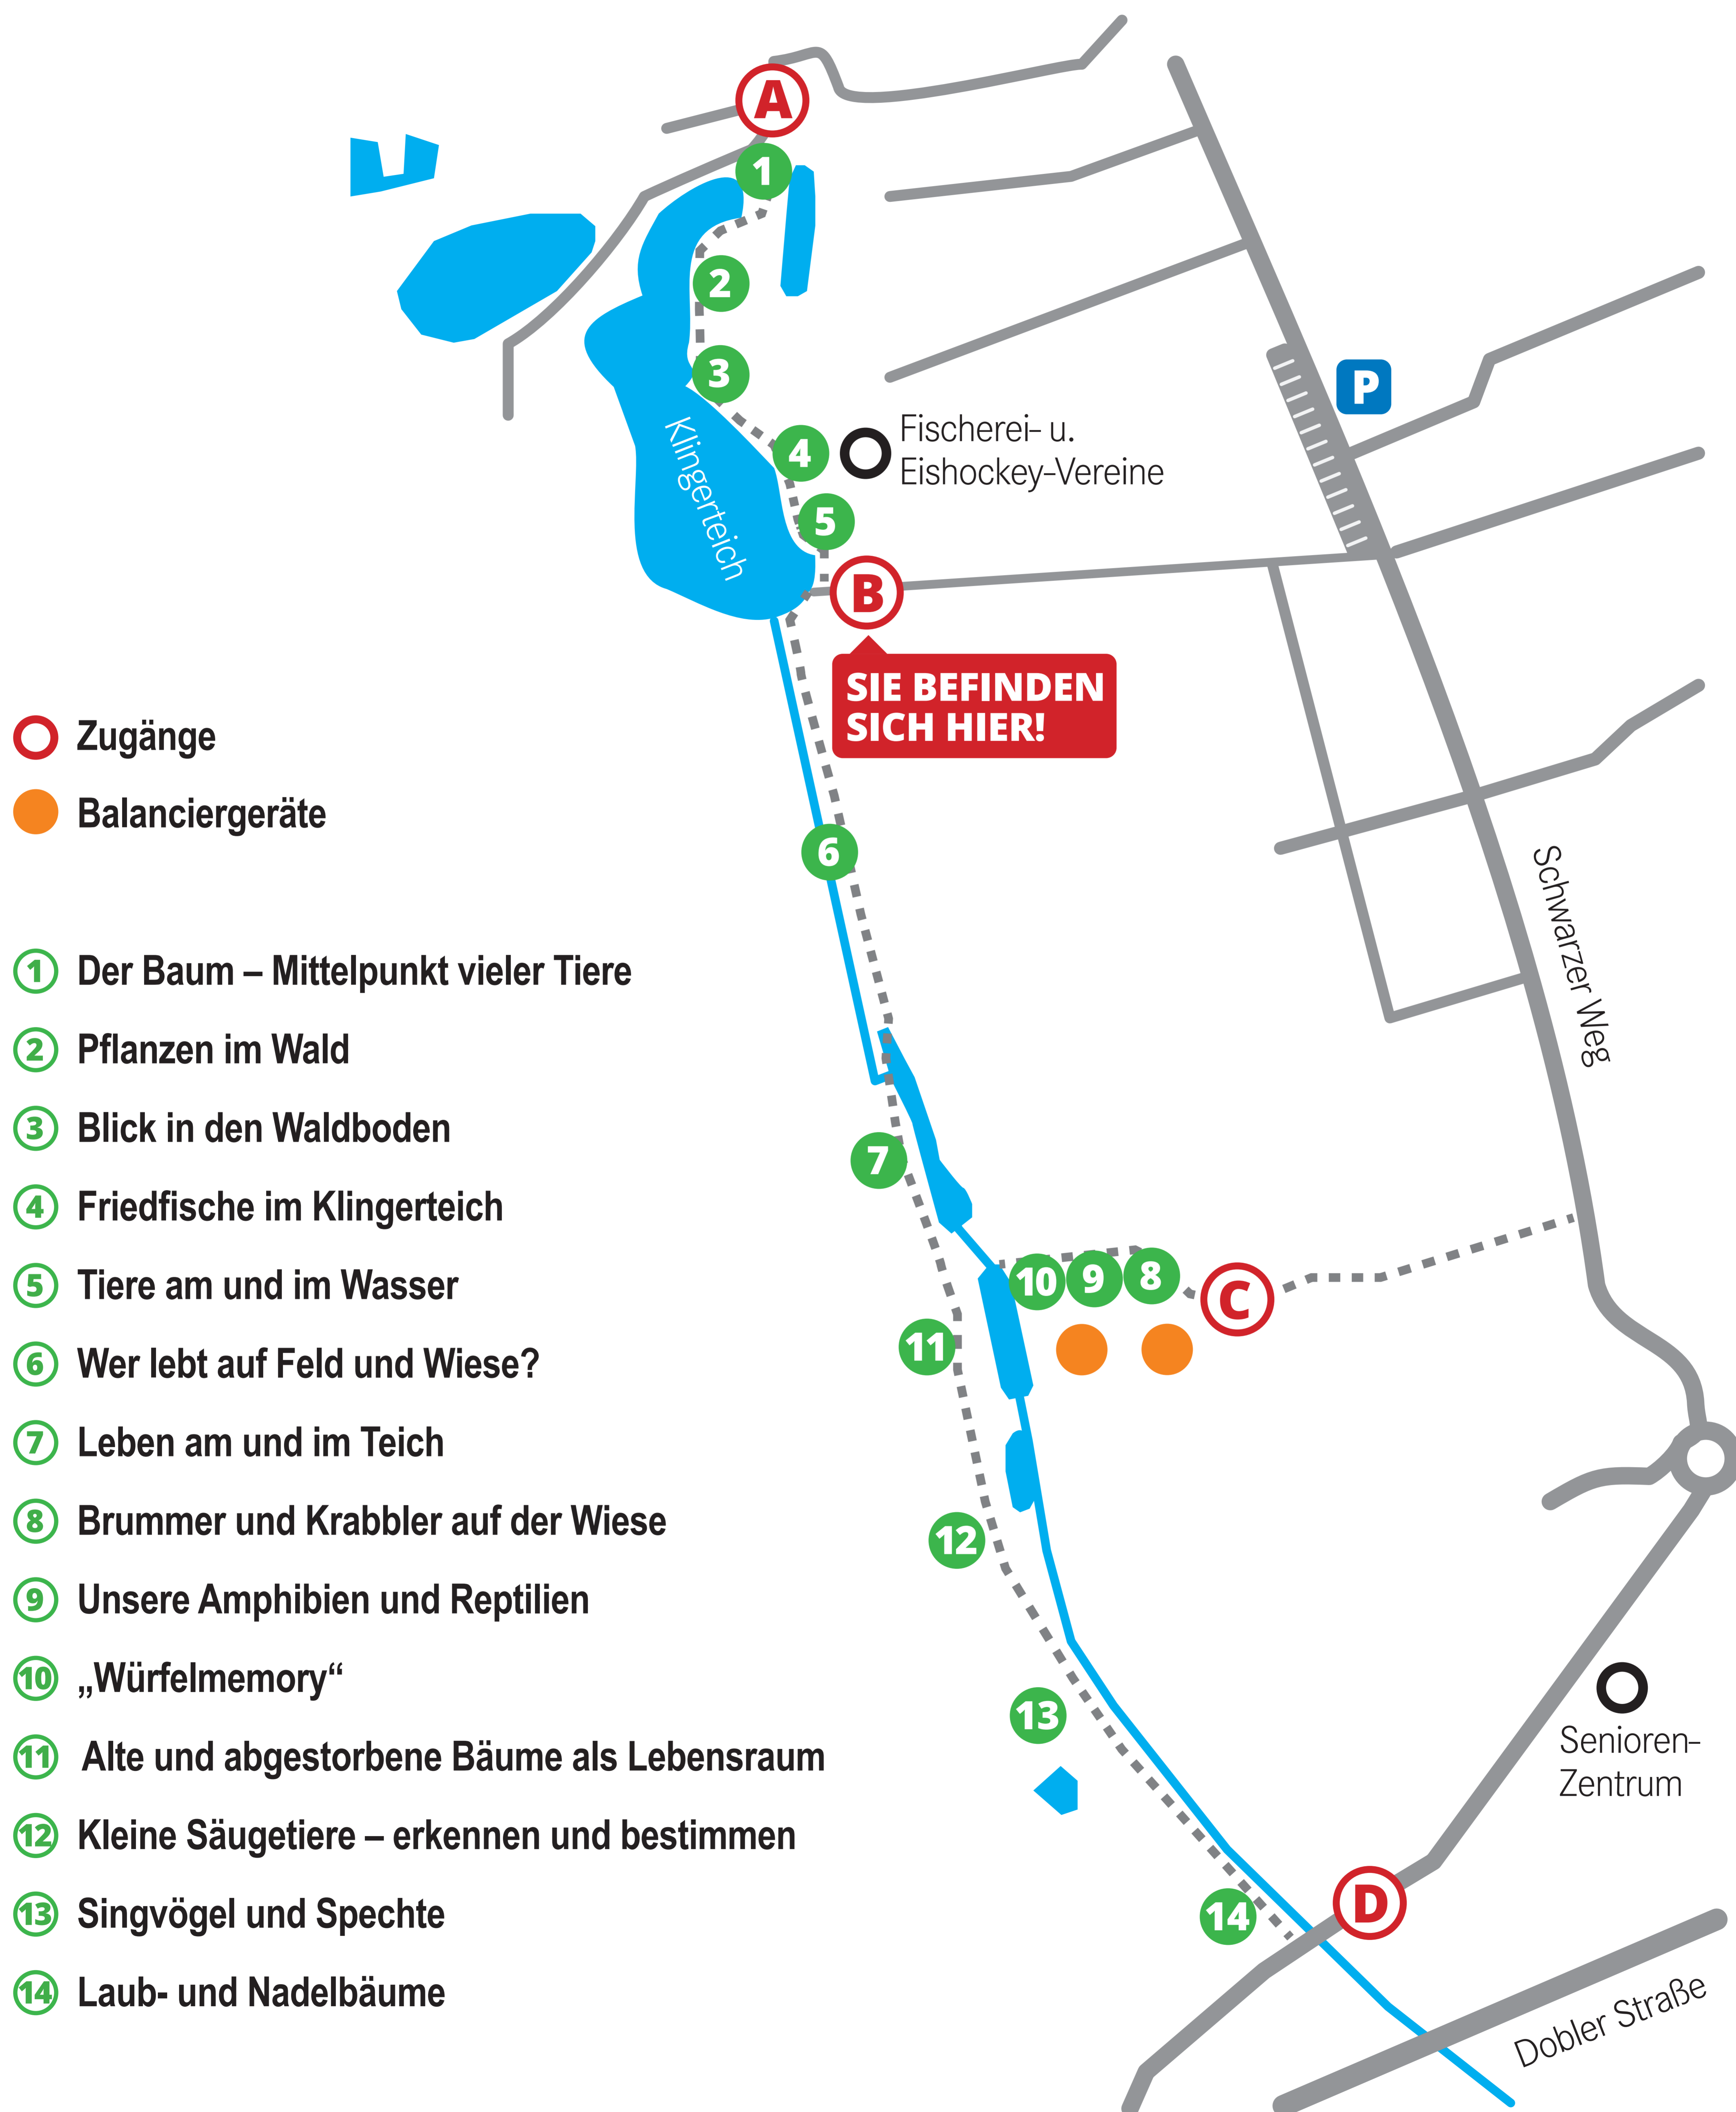 A
1
2
3
P
Fischerei- u.
Eishockey-Vereine
4
Klingerteich
5
B
SIE BEFINDEN
SICH HIER!
6
7
Schwarzer Weg
10
9
8
C
11
12
13
Senioren-
Zentrum
14
D
Dobler Straße
Zugänge
Balanciergeräte
1 Der Baum – Mittelpunkt vieler Tiere
2 Pflanzen im Wald
3 Blick in den Waldboden
4 Friedfische im Klingerteich
5 Tiere am und im Wasser
6 Wer lebt auf Feld und Wiese?
7 Leben am und im Teich
8 Brummer und Krabbler auf der Wiese
9 Unsere Amphibien und Reptilien
10 „Würfelmemory“
11 Alte und abgestorbene Bäume als Lebensraum
12 Kleine Säugetiere – erkennen und bestimmen
13 Singvögel und Spechte
14 Laub- und Nadelbäume